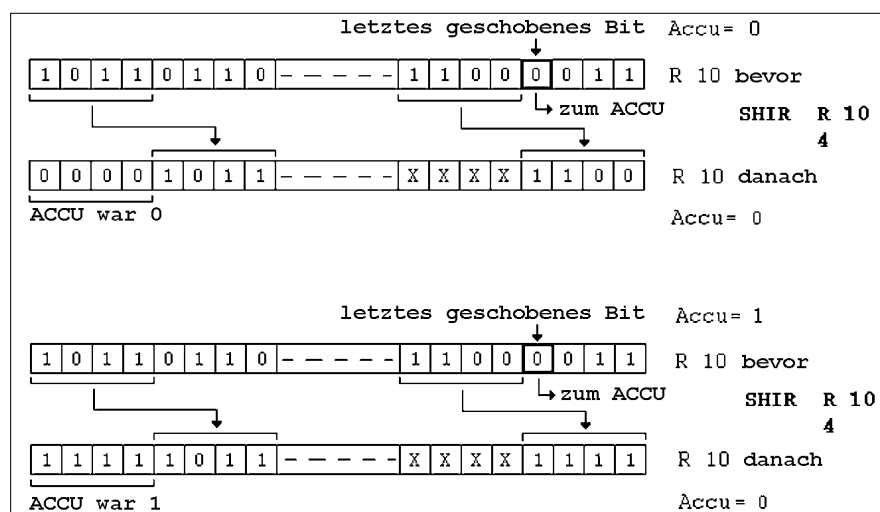 letztes geschobenes Bit Accu= 0
1 0 1 1 0 1 1 0 - - - - - 1 1 0 0 0 0 1 1 R 10 bevor
zum ACCU SHIR R 10
4
0 0 0 0 1 0 1 1 - - - - - X X X X 1 1 0 0 R 10 danach
ACCU war 0 Accu= 0
letztes geschobenes Bit Accu= 1
1 0 1 1 0 1 1 0 - - - - - 1 1 0 0 0 0 1 1 R 10 bevor
zum ACCU SHIR R 10
4
1 1 1 1 1 0 1 1 - - - - - X X X X 1 1 1 1 R 10 danach
ACCU war 1 Accu= 0